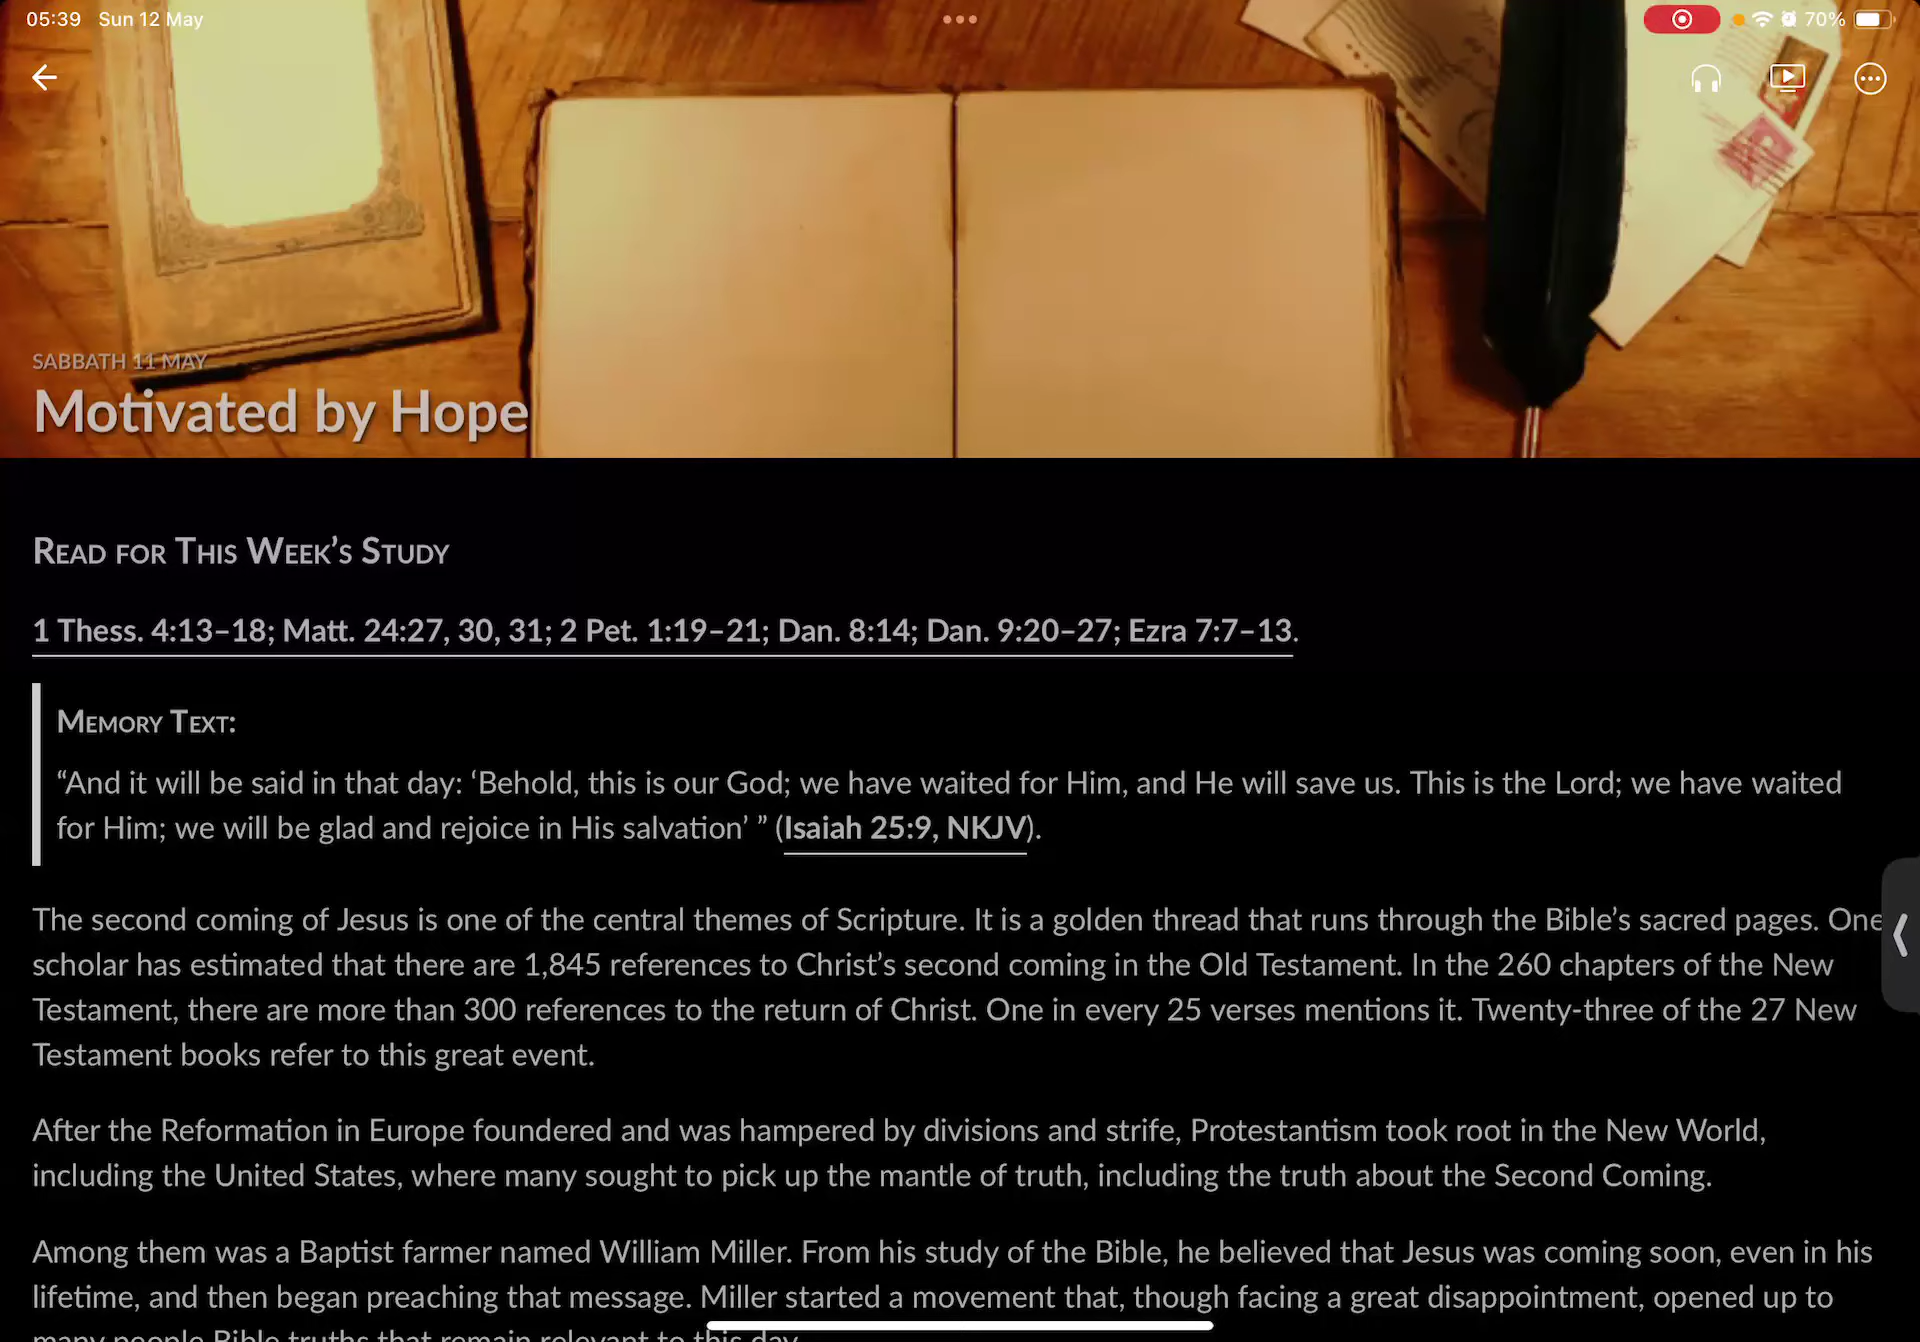 05:39 Sun 12 May
70%
SABBATH 11 MAY
Motivated by Hope
READ FOR THIS WEEK’S STUDY
1 Thess. 4:13–18; Matt. 24:27, 30, 31; 2 Pet. 1:19–21; Dan. 8:14; Dan. 9:20–27; Ezra 7:7–13.
MEMORY TEXT:
“And it will be said in that day: ‘Behold, this is our God; we have waited for Him, and He will save us. This is the Lord; we have waited
for Him; we will be glad and rejoice in His salvation’ ” (Isaiah 25:9, NKJV).
The second coming of Jesus is one of the central themes of Scripture. It is a golden thread that runs through the Bible’s sacred pages. One
scholar has estimated that there are 1,845 references to Christ’s second coming in the Old Testament. In the 260 chapters of the New
Testament, there are more than 300 references to the return of Christ. One in every 25 verses mentions it. Twenty-three of the 27 New
Testament books refer to this great event.
After the Reformation in Europe foundered and was hampered by divisions and strife, Protestantism took root in the New World,
including the United States, where many sought to pick up the mantle of truth, including the truth about the Second Coming.
Among them was a Baptist farmer named William Miller. From his study of the Bible, he believed that Jesus was coming soon, even in his
lifetime, and then began preaching that message. Miller started a movement that, though facing a great disappointment, opened up to
many people Bible truths that remain relevant to this day.